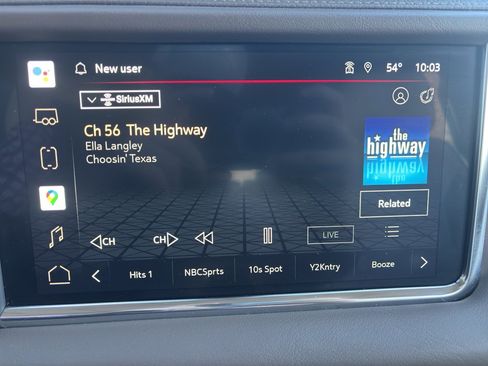 New user
54°
10:03
SiriusXM
Ch 56 The Highway
Ella Langley
Choosin' Texas
the
highway
Related
CH
CH
LIVE
Hits 1
NBCSprts
10s Spot
Y2Kntry
Booze